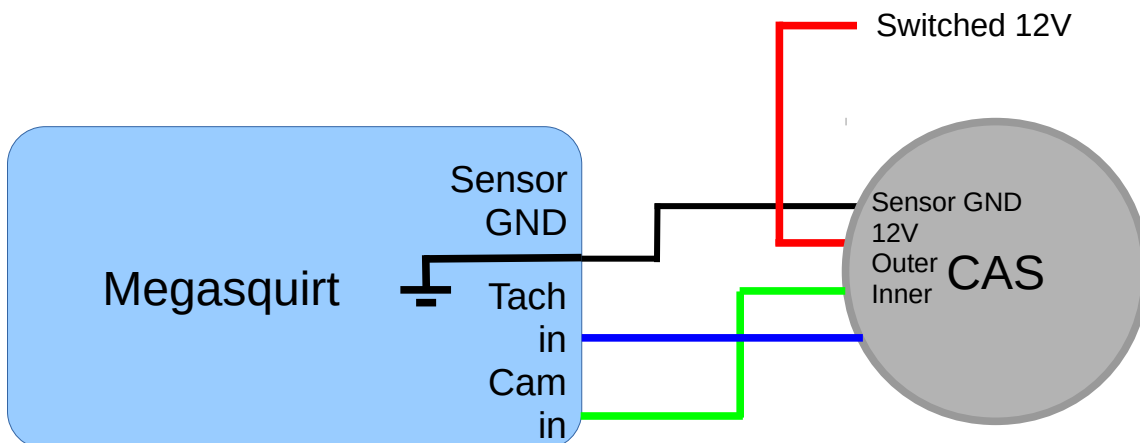 Switched 12V
Sensor
GND
Megasquirt
Tach
in
Cam
in
Sensor GND
12V
Outer
Inner
CAS